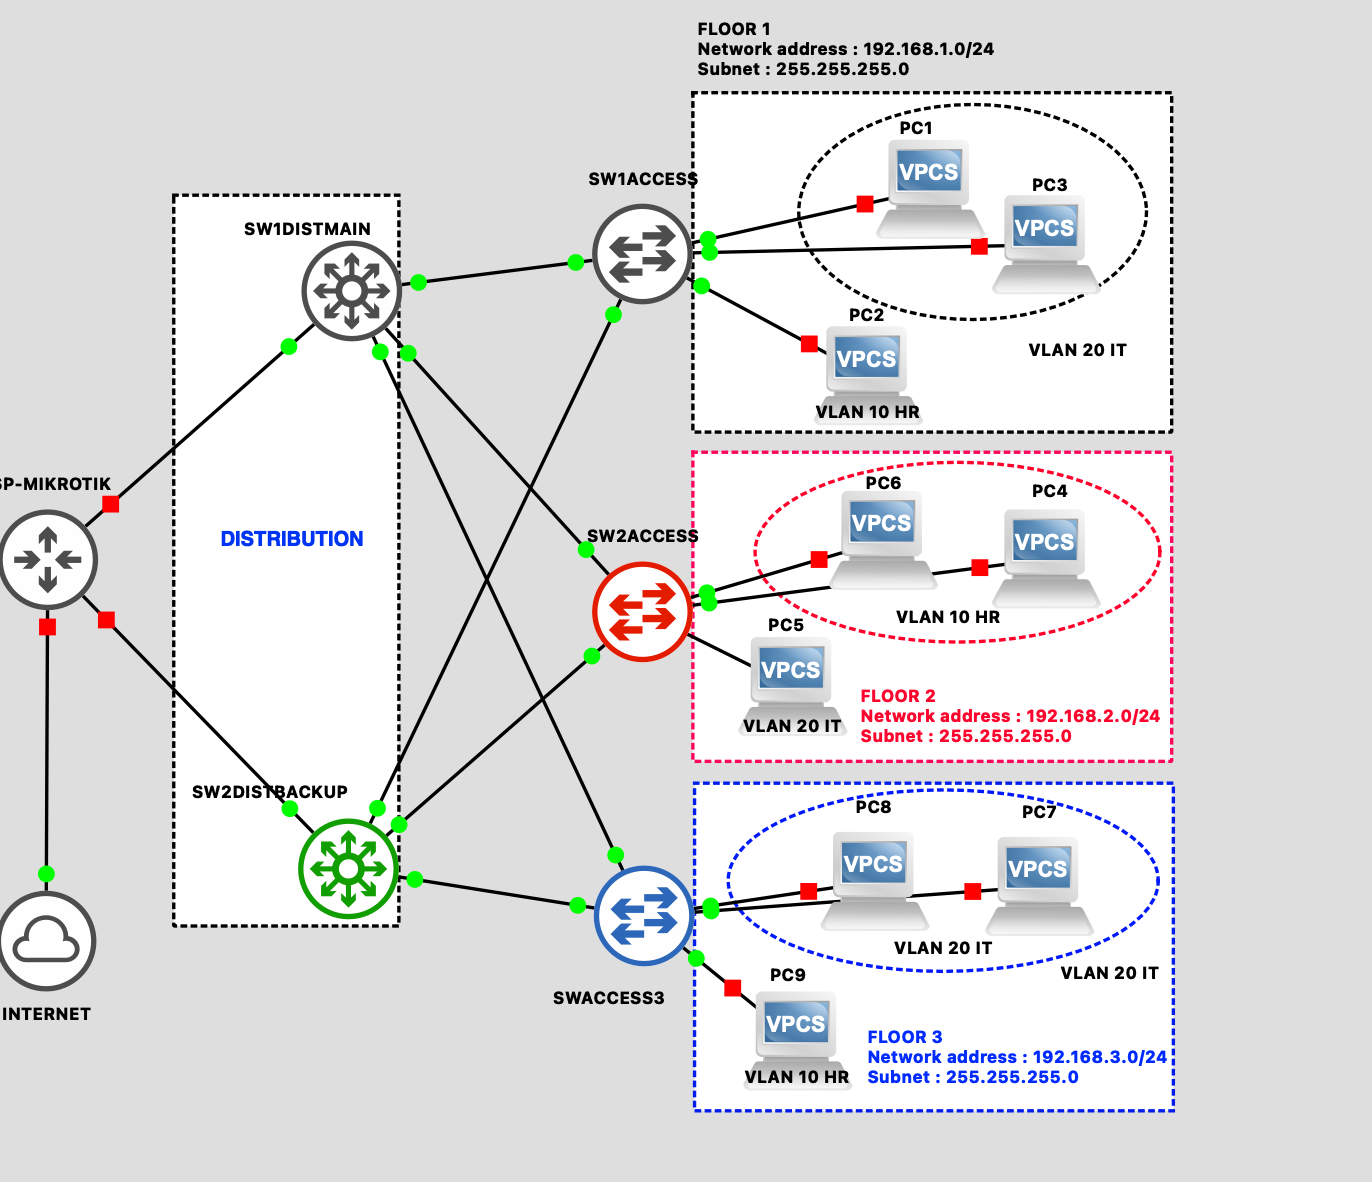 FLOOR 1
Network address : 192.168.1.0/24
Subnet : 255.255.255.0
PC1
VPCS
PC3
VPCS
SW1ACCESS
SW1DISTMAIN
PC2
VPCS
VLAN 20 IT
VLAN 10 HR
SP-MIKROTIK
DISTRIBUTION
SW2ACCESS
PC6
VPCS
PC4
VPCS
VLAN 10 HR
PC5
VPCS
VLAN 20 IT
FLOOR 2
Network address : 192.168.2.0/24
Subnet : 255.255.255.0
SW2DISTBACKUP
PC8
VPCS
PC7
VPCS
VLAN 20 IT
VLAN 20 IT
SWACCESS3
PC9
VPCS
VLAN 10 HR
INTERNET
FLOOR 3
Network address : 192.168.3.0/24
Subnet : 255.255.255.0